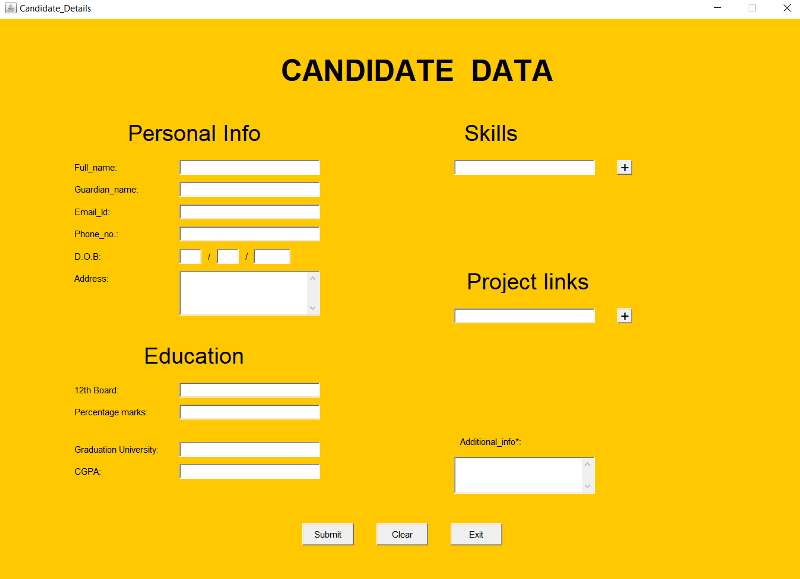 Candidate_Details
CANDIDATE DATA
Personal Info
Full_name:
Guardian_name:
Email_Id:
Phone_no.:
D.O.B: / /
Address:
Education
12th Board:
Percentage marks:
Graduation University:
CGPA:
Skills
+
Project links
+
Additional_info*:
Submit Clear Exit